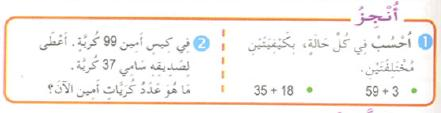 أُنْجِزُ
1 أَحْسُبُ فِي كُلِّ حَالَةٍ، بِكَيْفِيَّتَيْنِ
مُخْتَلِفَتَيْنِ.
• 59 + 3 • 35 + 18
2 فِي كِيسِ أَمِين 99 كُرَيَّةً. أَعْطَى
لِصَدِيقِهِ سَامِي 37 كُرَيَّةً.
مَا هُوَ عَدَدُ كُرَيَّاتِ أَمِين الْآنَ؟